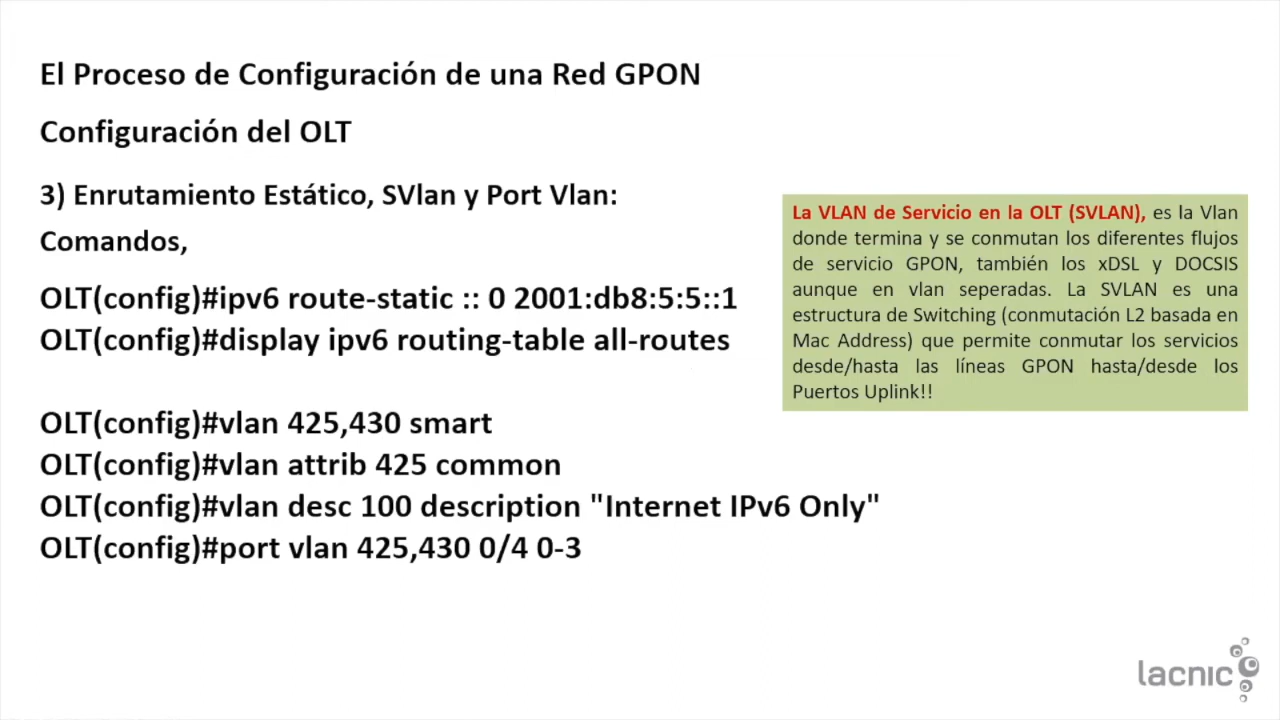 El Proceso de Configuración de una Red GPON
Configuración del OLT
3) Enrutamiento Estático, SVlan y Port Vlan:
Comandos,
OLT(config)#ipv6 route-static :: 0 2001:db8:5:5::1
OLT(config)#display ipv6 routing-table all-routes
OLT(config)#vlan 425,430 smart
OLT(config)#vlan attrib 425 common
OLT(config)#vlan desc 100 description "Internet IPv6 Only"
OLT(config)#port vlan 425,430 0/4 0-3
La VLAN de Servicio en la OLT (SVLAN), es la Vlan
donde termina y se conmutan los diferentes flujos
de servicio GPON, también los xDSL y DOCSIS
aunque en vlan seperadas. La SVLAN es una
estructura de Switching (conmutación L2 basada en
Mac Address) que permite conmutar los servicios
desde/hasta las líneas GPON hasta/desde los
Puertos Uplink!!
lacnic